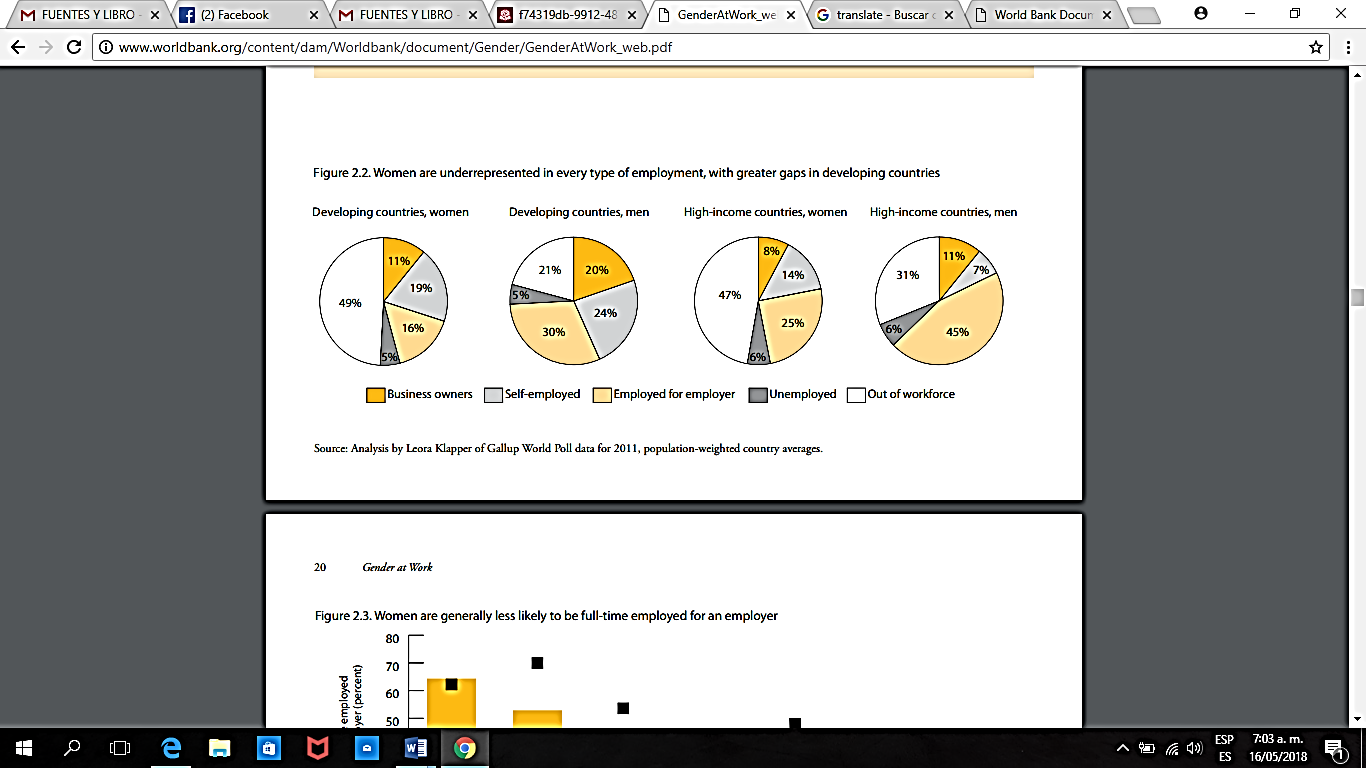 FUENTES Y LIBRO -
(2) Facebook
FUENTES Y LIBRO -
f74319db-9912-48
GenderAtWork_we
translate - Buscar c
World Bank Docun
www.worldbank.org/content/dam/Worldbank/document/Gender/GenderAtWork_web.pdf
Figure 2.2. Women are underrepresented in every type of employment, with greater gaps in developing countries
Developing countries, women Developing countries, men High-income countries, women High-income countries, men
11%
19%
16%
5%
49%
20%
24%
30%
5%
21%
8%
14%
25%
6%
47%
11%
7%
45%
6%
31%
Business owners Self-employed Employed for employer Unemployed Out of workforce
Source: Analysis by Leora Klapper of Gallup World Poll data for 2011, population-weighted country averages.
20 Gender at Work
Figure 2.3. Women are generally less likely to be full-time employed for an employer
80
70
60
50
employed
yer (percent)
ESP
ES
7:03 a. m.
16/05/2018
1